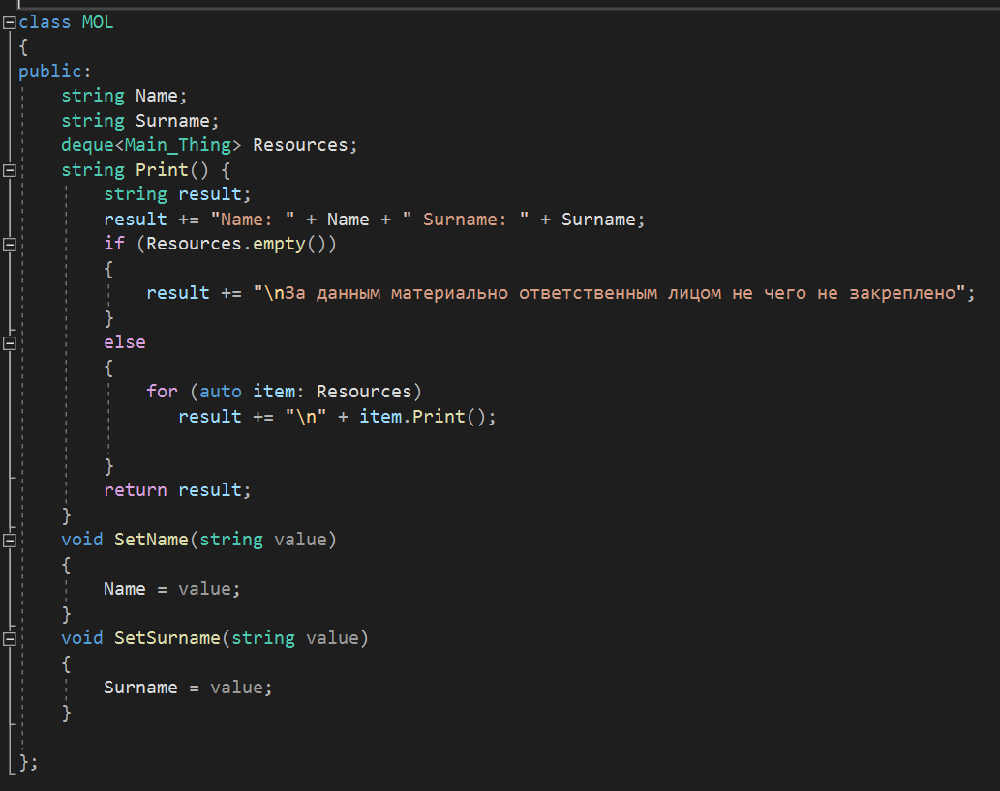 class MOL
{
public:
    string Name;
    string Surname;
    deque<Main_Thing> Resources;
    string Print() {
        string result;
        result += "Name: " + Name + " Surname: " + Surname;
        if (Resources.empty())
        {
            result += "\nЗа данным материально ответственным лицом не чего не закреплено";
        }
        else
        {
            for (auto item: Resources)
               result += "\n" + item.Print();

        }
        return result;
    }
    void SetName(string value)
    {
        Name = value;
    }
    void SetSurname(string value)
    {
        Surname = value;
    }

};